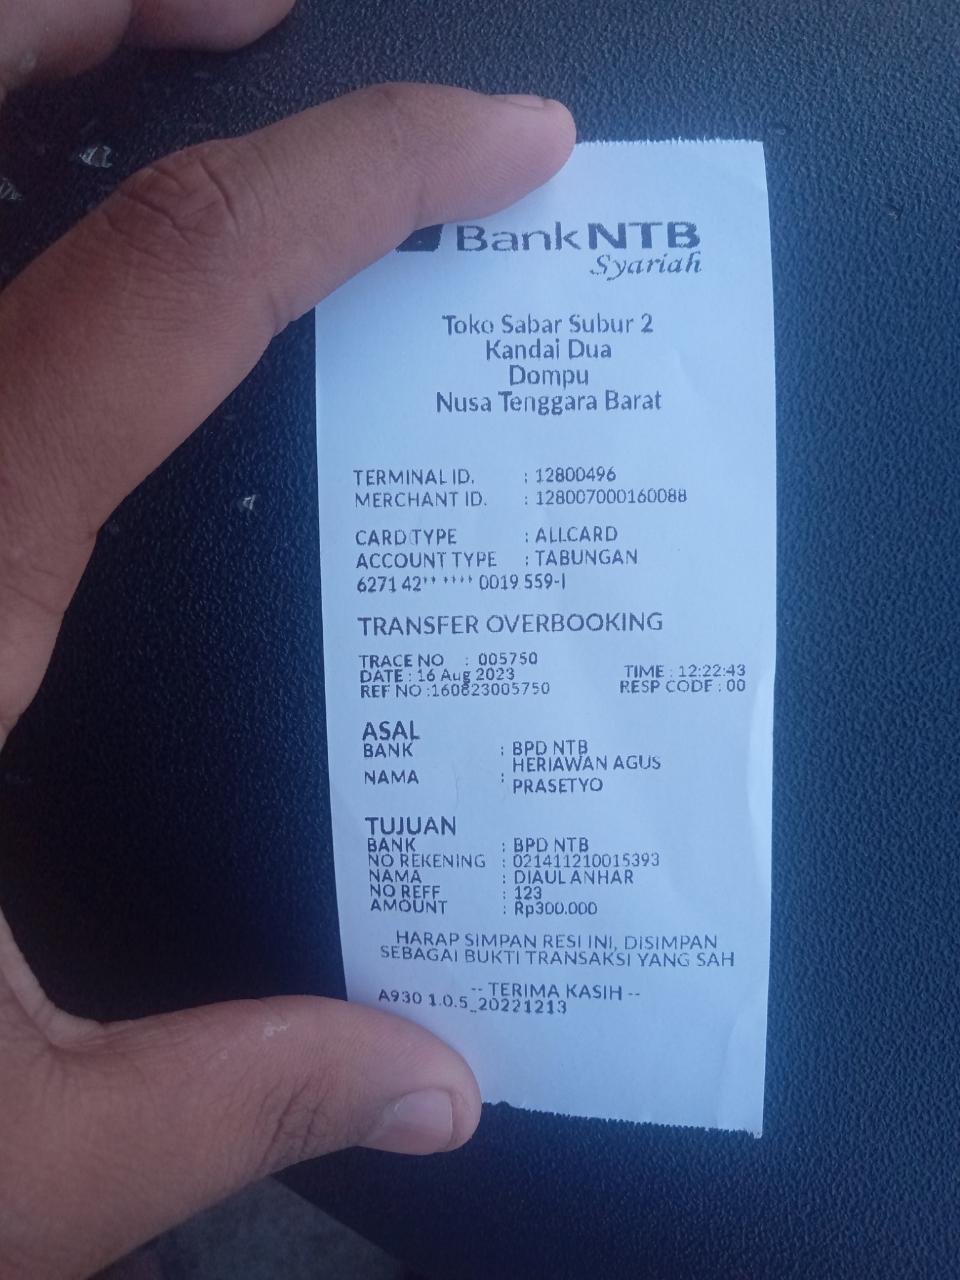 BankNTB
Syariah
Toko Sabar Subur 2
Kandai Dua
Dompu
Nusa Tenggara Barat
TERMINAL ID. : 12800496
MERCHANT ID. : 128007000160088
CARD TYPE : ALLCARD
ACCOUNT TYPE : TABUNGAN
6271 42** **** 0019 559-I
TRANSFER OVERBOOKING
TRACE NO : 005750
DATE : 16 Aug 2023 TIME : 12:22:43
REF NO :160823005750 RESP CODE : 00
ASAL
BANK : BPD NTB
NAMA : HERIAWAN AGUS
PRASETYO
TUJUAN
BANK : BPD NTB
NO REKENING : 021411210015393
NAMA : DIAUL ANHAR
NO REFF : 123
AMOUNT : Rp300.000
HARAP SIMPAN RESI INI, DISIMPAN
SEBAGAI BUKTI TRANSAKSI YANG SAH
-- TERIMA KASIH --
A930 1.0.5_20221213